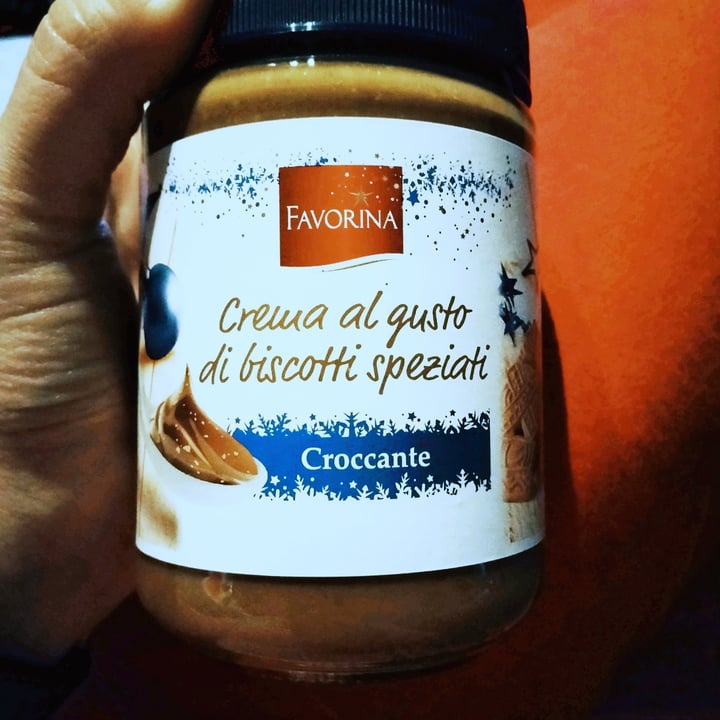 FAVORINA
Crema al gusto
di biscotti speziati
Croccante